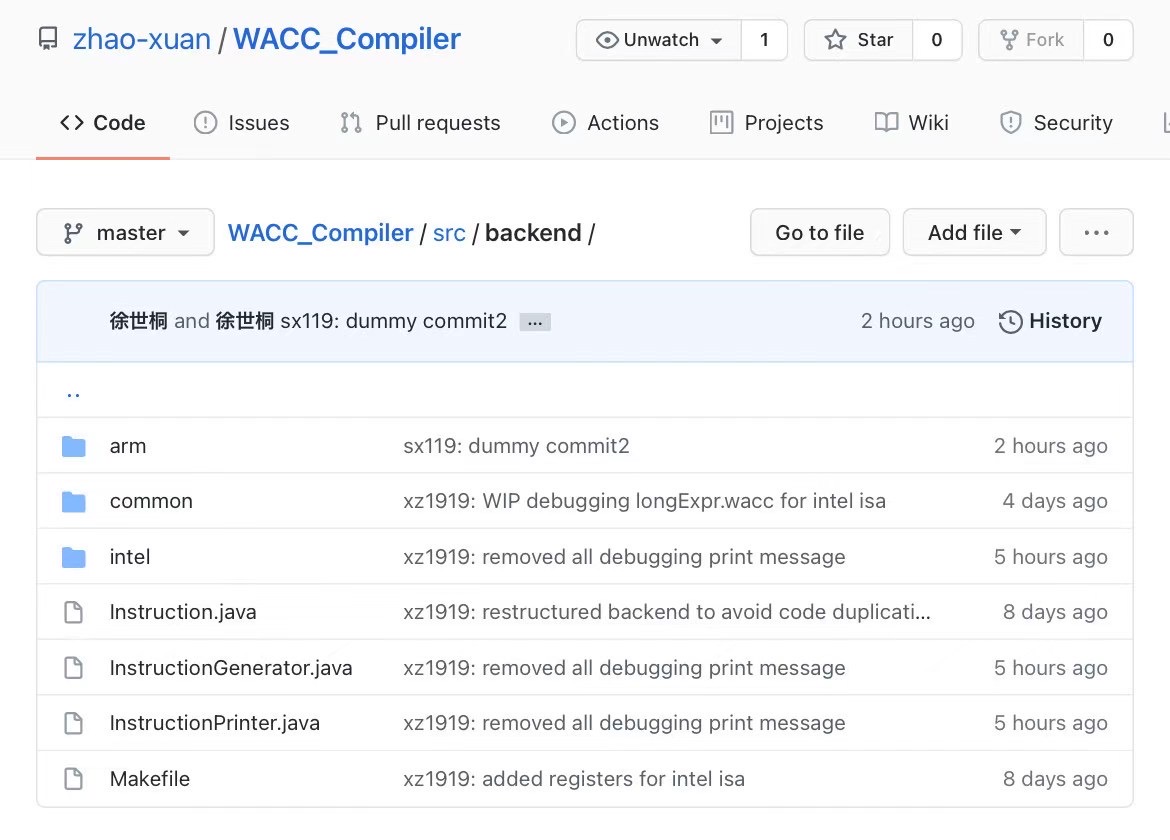 zhao-xuan / WACC_Compiler Unwatch 1 Star 0 Fork 0
Code Issues Pull requests Actions Projects Wiki Security
master WACC_Compiler / src / backend / Go to file Add file ...
徐世桐 and 徐世桐 sx119: dummy commit2 ... 2 hours ago History
..
arm sx119: dummy commit2 2 hours ago
common xz1919: WIP debugging longExpr.wacc for intel isa 4 days ago
intel xz1919: removed all debugging print message 5 hours ago
Instruction.java xz1919: restructured backend to avoid code duplicati... 8 days ago
InstructionGenerator.java xz1919: removed all debugging print message 5 hours ago
InstructionPrinter.java xz1919: removed all debugging print message 5 hours ago
Makefile xz1919: added registers for intel isa 8 days ago